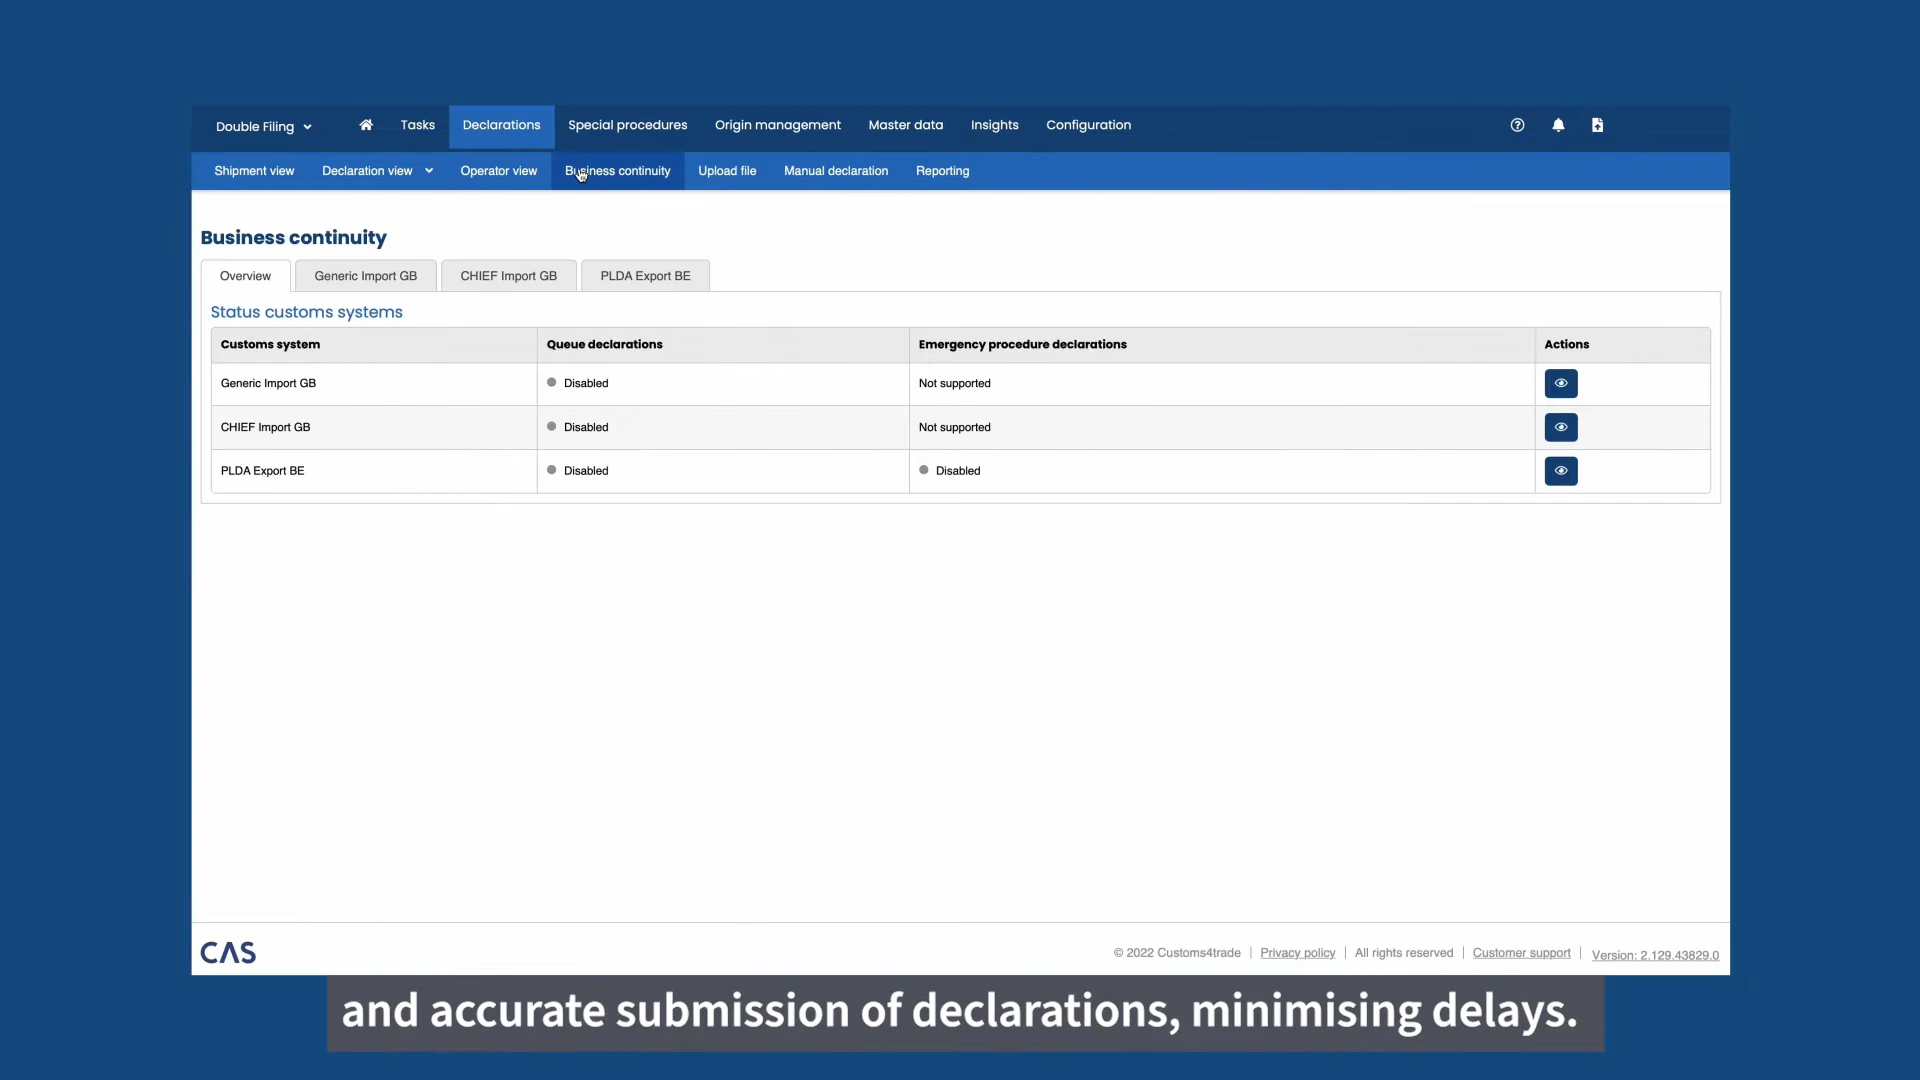 Double Filing
Tasks
Declarations
Special procedures
Origin management
Master data
Insights
Configuration
Shipment view
Declaration view
Operator view
Business continuity
Upload file
Manual declaration
Reporting
Business continuity
Overview
Generic Import GB
CHIEF Import GB
PLDA Export BE
Status customs systems
Customs system Queue declarations Emergency procedure declarations Actions
Generic Import GB Disabled Not supported
CHIEF Import GB Disabled Not supported
PLDA Export BE Disabled Disabled
CAS
© 2022 Customs4trade | Privacy policy | All rights reserved | Customer support | Version: 2.129.43829.0
and accurate submission of declarations, minimising delays.